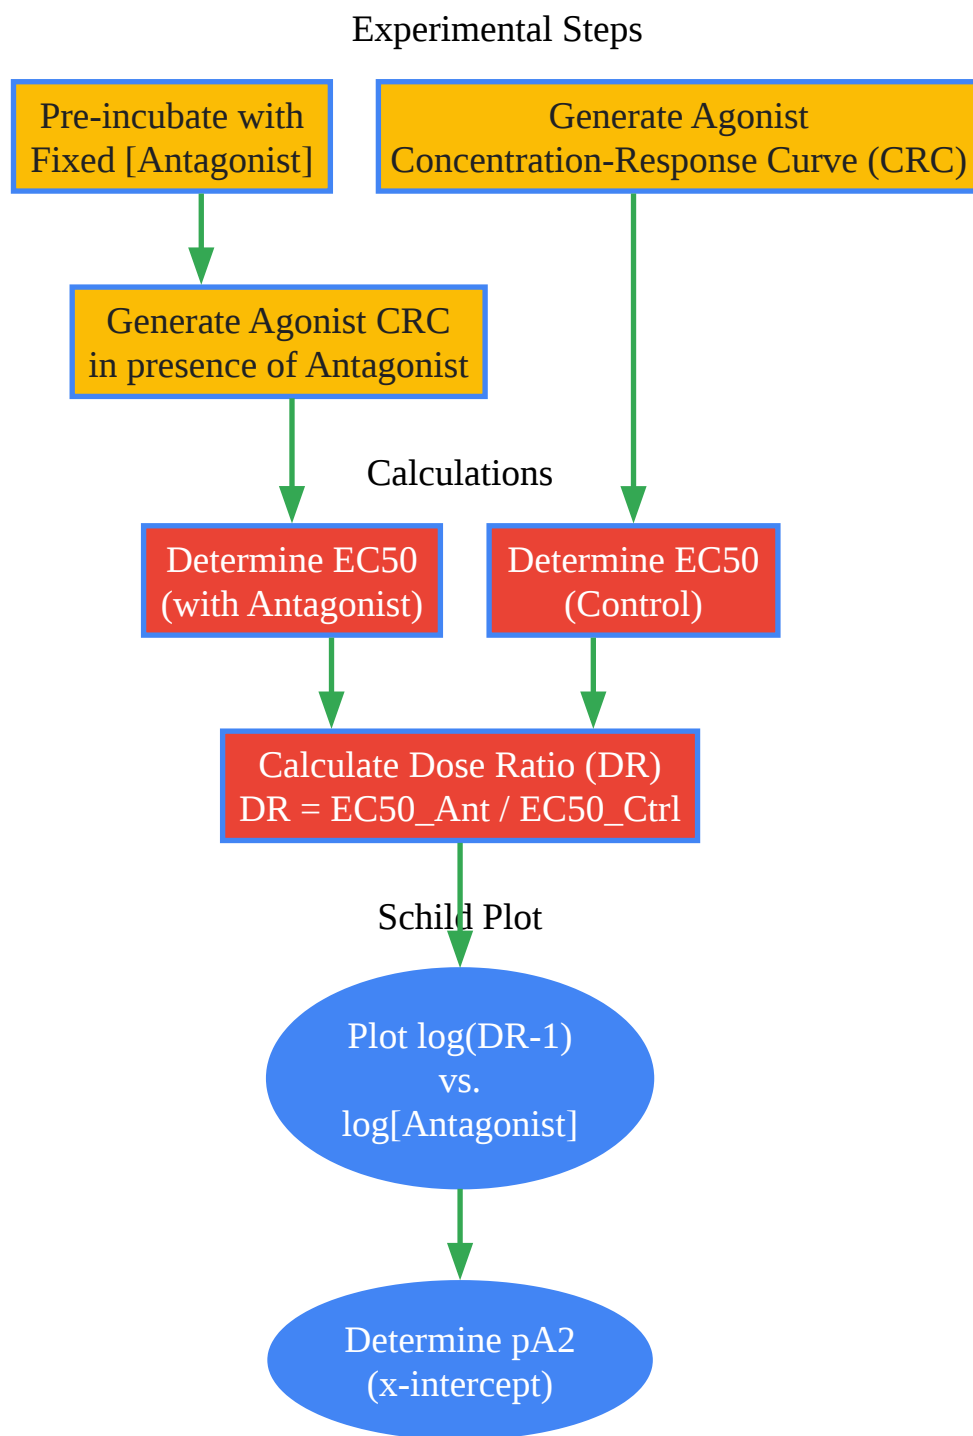 Experimental Steps
Pre-incubate with
Fixed [Antagonist]
Generate Agonist
Concentration-Response Curve (CRC)
Generate Agonist CRC
in presence of Antagonist
Calculations
Determine EC50
(with Antagonist)
Determine EC50
(Control)
Calculate Dose Ratio (DR)
DR = EC50_Ant / EC50_Ctrl
Schild Plot
Plot log(DR-1)
vs.
log[Antagonist]
Determine pA2
(x-intercept)